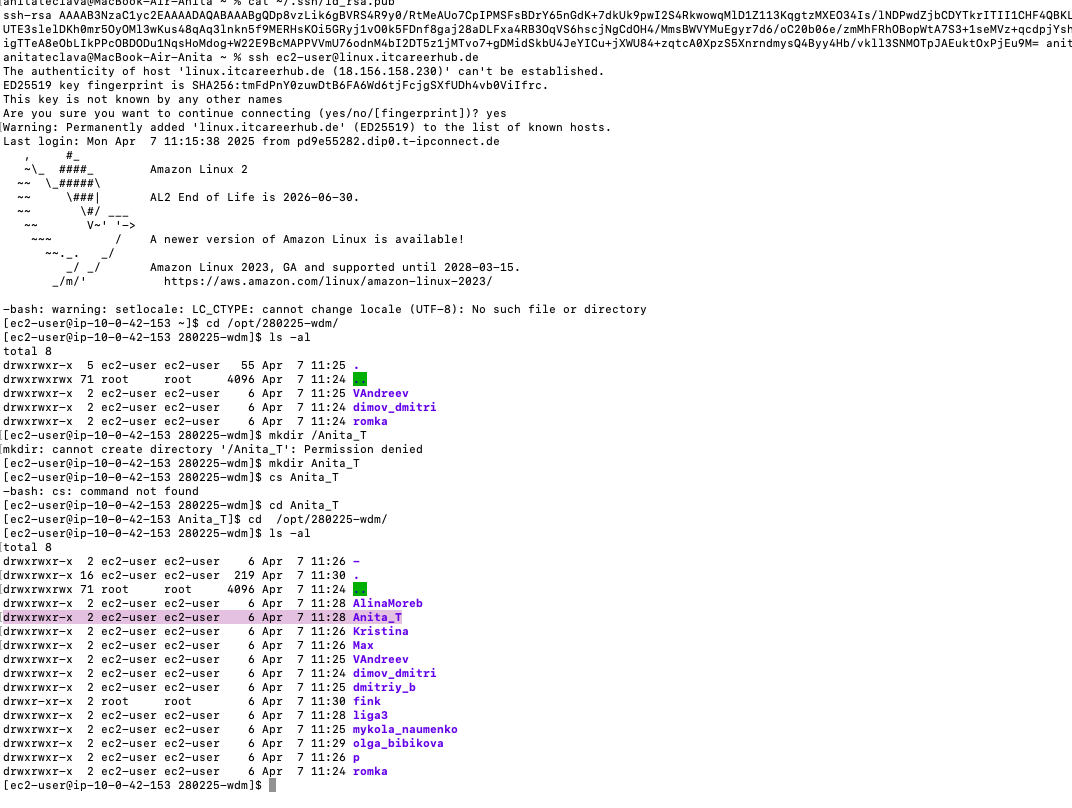 anitateclava@MacBook-Air-Anita ~ % cat ~/.ssh/id_rsa.pub
ssh-rsa
anitateclava@MacBook-Air-Anita ~ % ssh ec2-user@linux.itcareerhub.de
The authenticity of host 'linux.itcareerhub.de (18.156.158.230)' can't be established.
ED25519 key fingerprint is SHA256:tmFdPnY0zuwDtB6FA6Wd6tjFcjgSXfUDh4vb0ViIfrc.
This key is not known by any other names
Are you sure you want to continue connecting (yes/no/[fingerprint])? yes
Warning: Permanently added 'linux.itcareerhub.de' (ED25519) to the list of known hosts.
Last login: Mon Apr  7 11:15:38 2025 from pd9e55282.dip0.t-ipconnect.de
   ,     #_
   ~\_  ####_        Amazon Linux 2
  ~~  \_#####\
  ~~     \###|       AL2 End of Life is 2026-06-30.
  ~~       \#/ ___
   ~~       V~' '->
    ~~~         /    A newer version of Amazon Linux is available!
      ~~._.   _/
         _/ _/       Amazon Linux 2023, GA and supported until 2028-03-15.
       _/m/'           https://aws.amazon.com/linux/amazon-linux-2023/
-bash: warning: setlocale: LC_CTYPE: cannot change locale (UTF-8): No such file or directory
[ec2-user@ip-10-0-42-153 ~]$ cd /opt/280225-wdm/
[ec2-user@ip-10-0-42-153 280225-wdm]$ ls -al
total 8
drwxrwxr-x  5 ec2-user ec2-user   55 Apr  7 11:25 .
drwxrwxrwx 71 root     root     4096 Apr  7 11:24 ..
drwxrwxr-x  2 ec2-user ec2-user    6 Apr  7 11:25 VAndreev
drwxrwxr-x  2 ec2-user ec2-user    6 Apr  7 11:24 dimov_dmitri
drwxrwxr-x  2 ec2-user ec2-user    6 Apr  7 11:24 romka
[ec2-user@ip-10-0-42-153 280225-wdm]$ mkdir /Anita_T
mkdir: cannot create directory '/Anita_T': Permission denied
[ec2-user@ip-10-0-42-153 280225-wdm]$ mkdir Anita_T
[ec2-user@ip-10-0-42-153 280225-wdm]$ cs Anita_T
-bash: cs: command not found
[ec2-user@ip-10-0-42-153 280225-wdm]$ cd Anita_T
[ec2-user@ip-10-0-42-153 Anita_T]$ cd  /opt/280225-wdm/
[ec2-user@ip-10-0-42-153 280225-wdm]$ ls -al
total 8
drwxrwxr-x  2 ec2-user ec2-user    6 Apr  7 11:26 -
drwxrwxr-x 16 ec2-user ec2-user  219 Apr  7 11:30 .
drwxrwxrwx 71 root     root     4096 Apr  7 11:24 ..
drwxrwxr-x  2 ec2-user ec2-user    6 Apr  7 11:28 AlinaMoreb
drwxrwxr-x  2 ec2-user ec2-user    6 Apr  7 11:28 Anita_T
drwxrwxr-x  2 ec2-user ec2-user    6 Apr  7 11:26 Kristina
drwxrwxr-x  2 ec2-user ec2-user    6 Apr  7 11:26 Max
drwxrwxr-x  2 ec2-user ec2-user    6 Apr  7 11:25 VAndreev
drwxrwxr-x  2 ec2-user ec2-user    6 Apr  7 11:24 dimov_dmitri
drwxrwxr-x  2 ec2-user ec2-user    6 Apr  7 11:25 dmitriy_b
drwxr-xr-x  2 root     root        6 Apr  7 11:30 fink
drwxrwxr-x  2 ec2-user ec2-user    6 Apr  7 11:28 liga3
drwxrwxr-x  2 ec2-user ec2-user    6 Apr  7 11:25 mykola_naumenko
drwxrwxr-x  2 ec2-user ec2-user    6 Apr  7 11:29 olga_bibikova
drwxrwxr-x  2 ec2-user ec2-user    6 Apr  7 11:26 p
drwxrwxr-x  2 ec2-user ec2-user    6 Apr  7 11:24 romka
[ec2-user@ip-10-0-42-153 280225-wdm]$